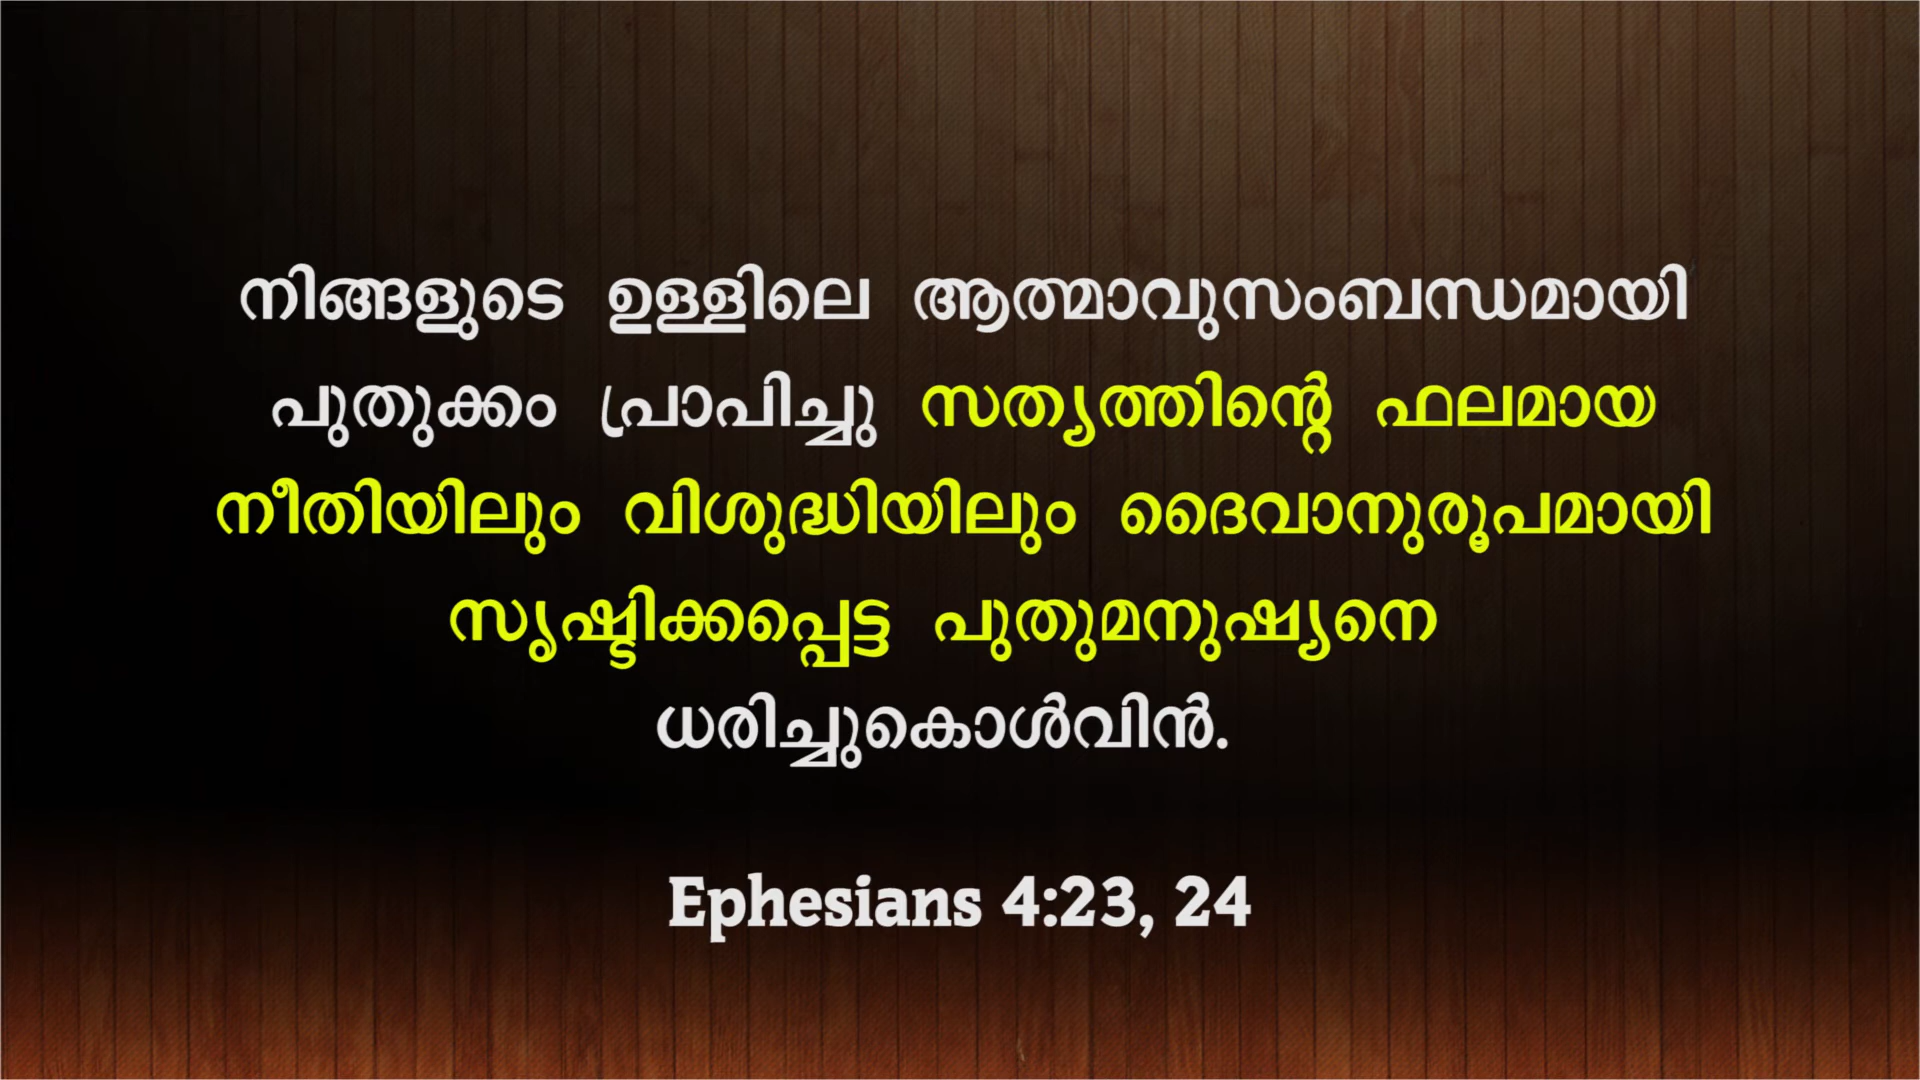 നിങ്ങളുടെ ഉള്ളിലെ ആത്മാവുസംബന്ധമായി
പുതുക്കം പ്രാപിച്ചു സത്യത്തിന്റെ ഫലമായ
നീതിയിലും വിശുദ്ധിയിലും ദൈവാനുരൂപമായി
സൃഷ്ടിക്കപ്പെട്ട പുതുമനുഷ്യനെ
ധരിച്ചുകൊൾവിൻ.
Ephesians 4:23, 24